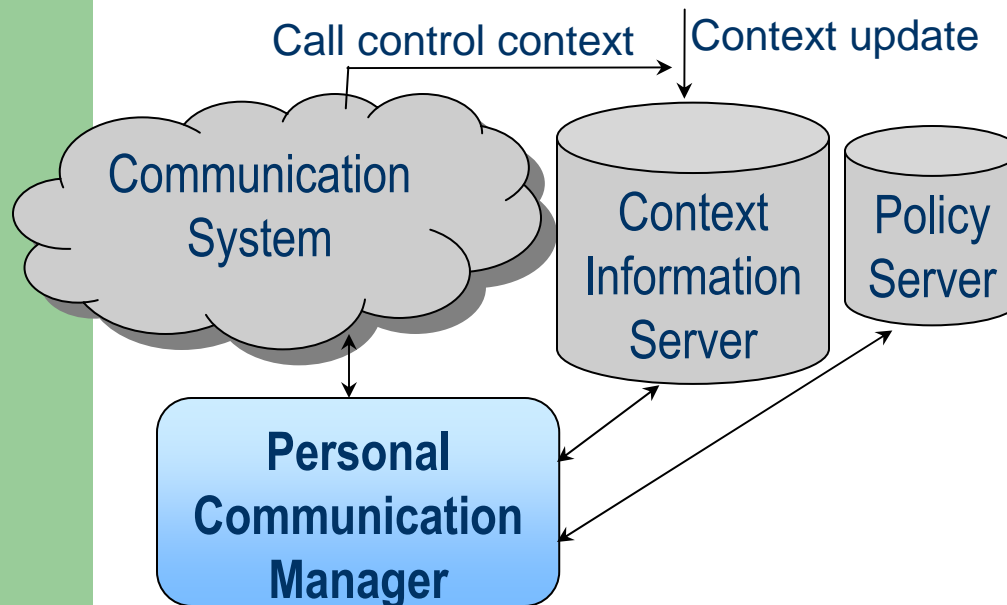 Call control context
Context update
Communication
System
Context
Information
Server
Policy
Server
Personal
Communication
Manager